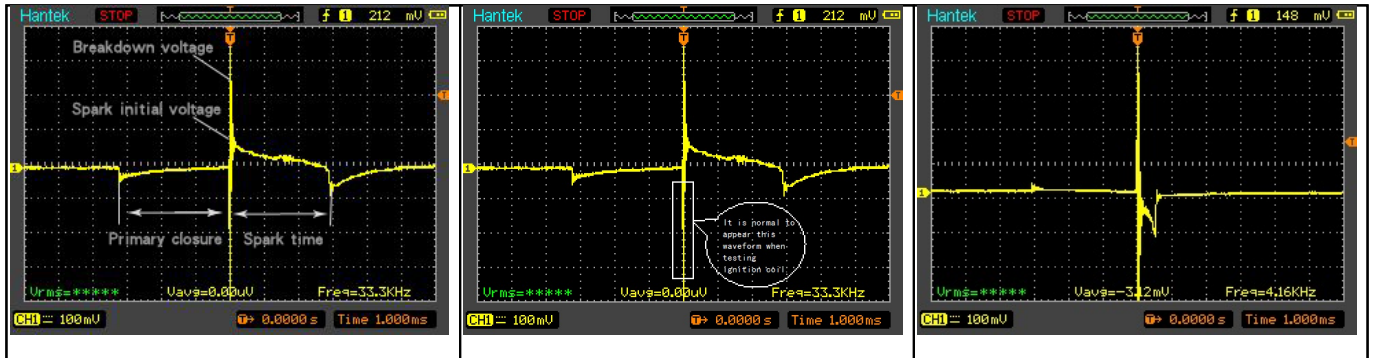 Hantek STOP T 1 212 mV
T
Breakdown voltage
Spark initial voltage
T
1
Primary closure Spark time
Vrms=***** Vavg=0.00uV Freq=33.3KHz
CH1 100mV T→ 0.0000 s Time 1.000ms
Hantek STOP T 1 212 mV
T
T
1
It is normal to
appear this
waveform when
testing
ignition coil
Vrms=***** Vavg=0.00uV Freq=33.3KHz
CH1 100mV T→ 0.0000 s Time 1.000ms
Hantek STOP T 1 148 mV
T
T
1
Vrms=***** Vavg=-3.12mV Freq=4.16KHz
CH1 100mV T→ 0.0000 s Time 1.000ms